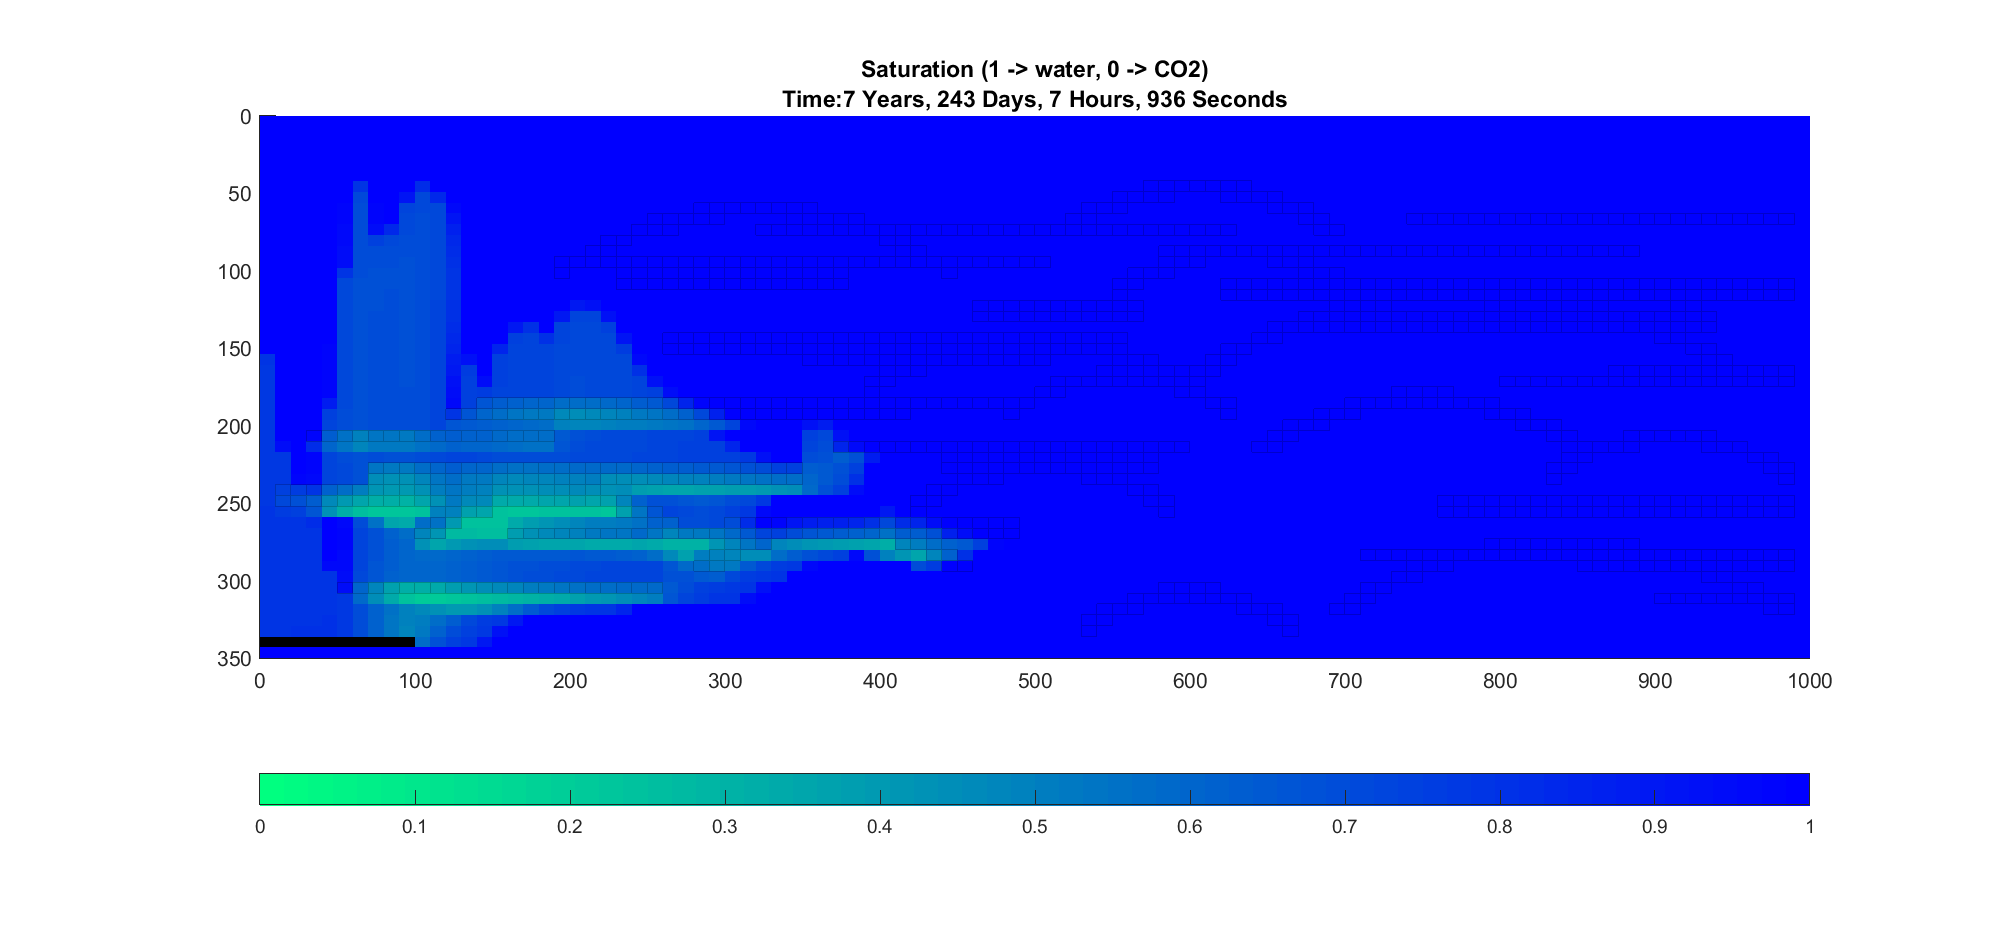 Saturation (1 -> water, 0 -> CO2)
Time:7 Years, 243 Days, 7 Hours, 936 Seconds
0
50
100
150
200
250
300
350
0 100 200 300 400 500 600 700 800 900 1000
0 0.1 0.2 0.3 0.4 0.5 0.6 0.7 0.8 0.9 1